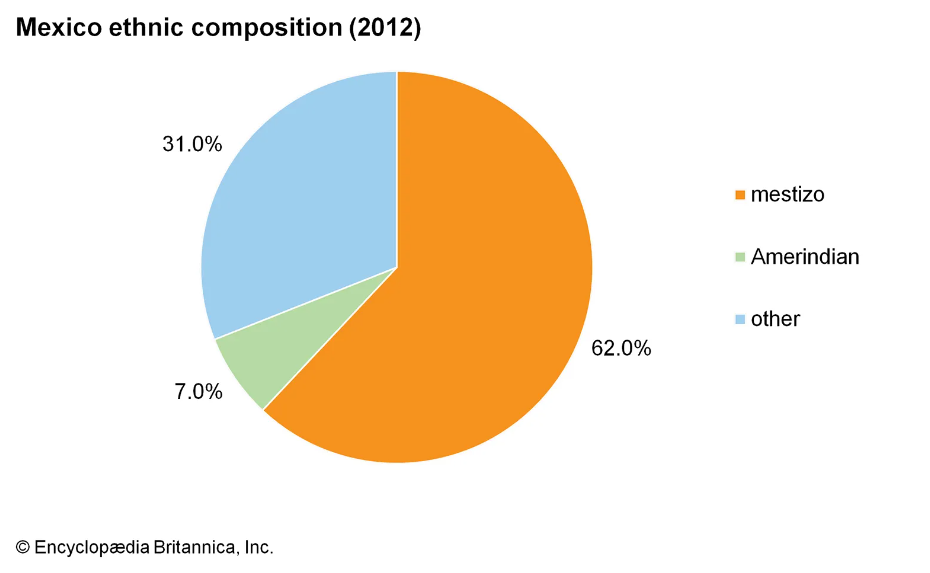 Mexico ethnic composition (2012)
31.0%
mestizo
Amerindian
other
62.0%
7.0%
© Encyclopædia Britannica, Inc.